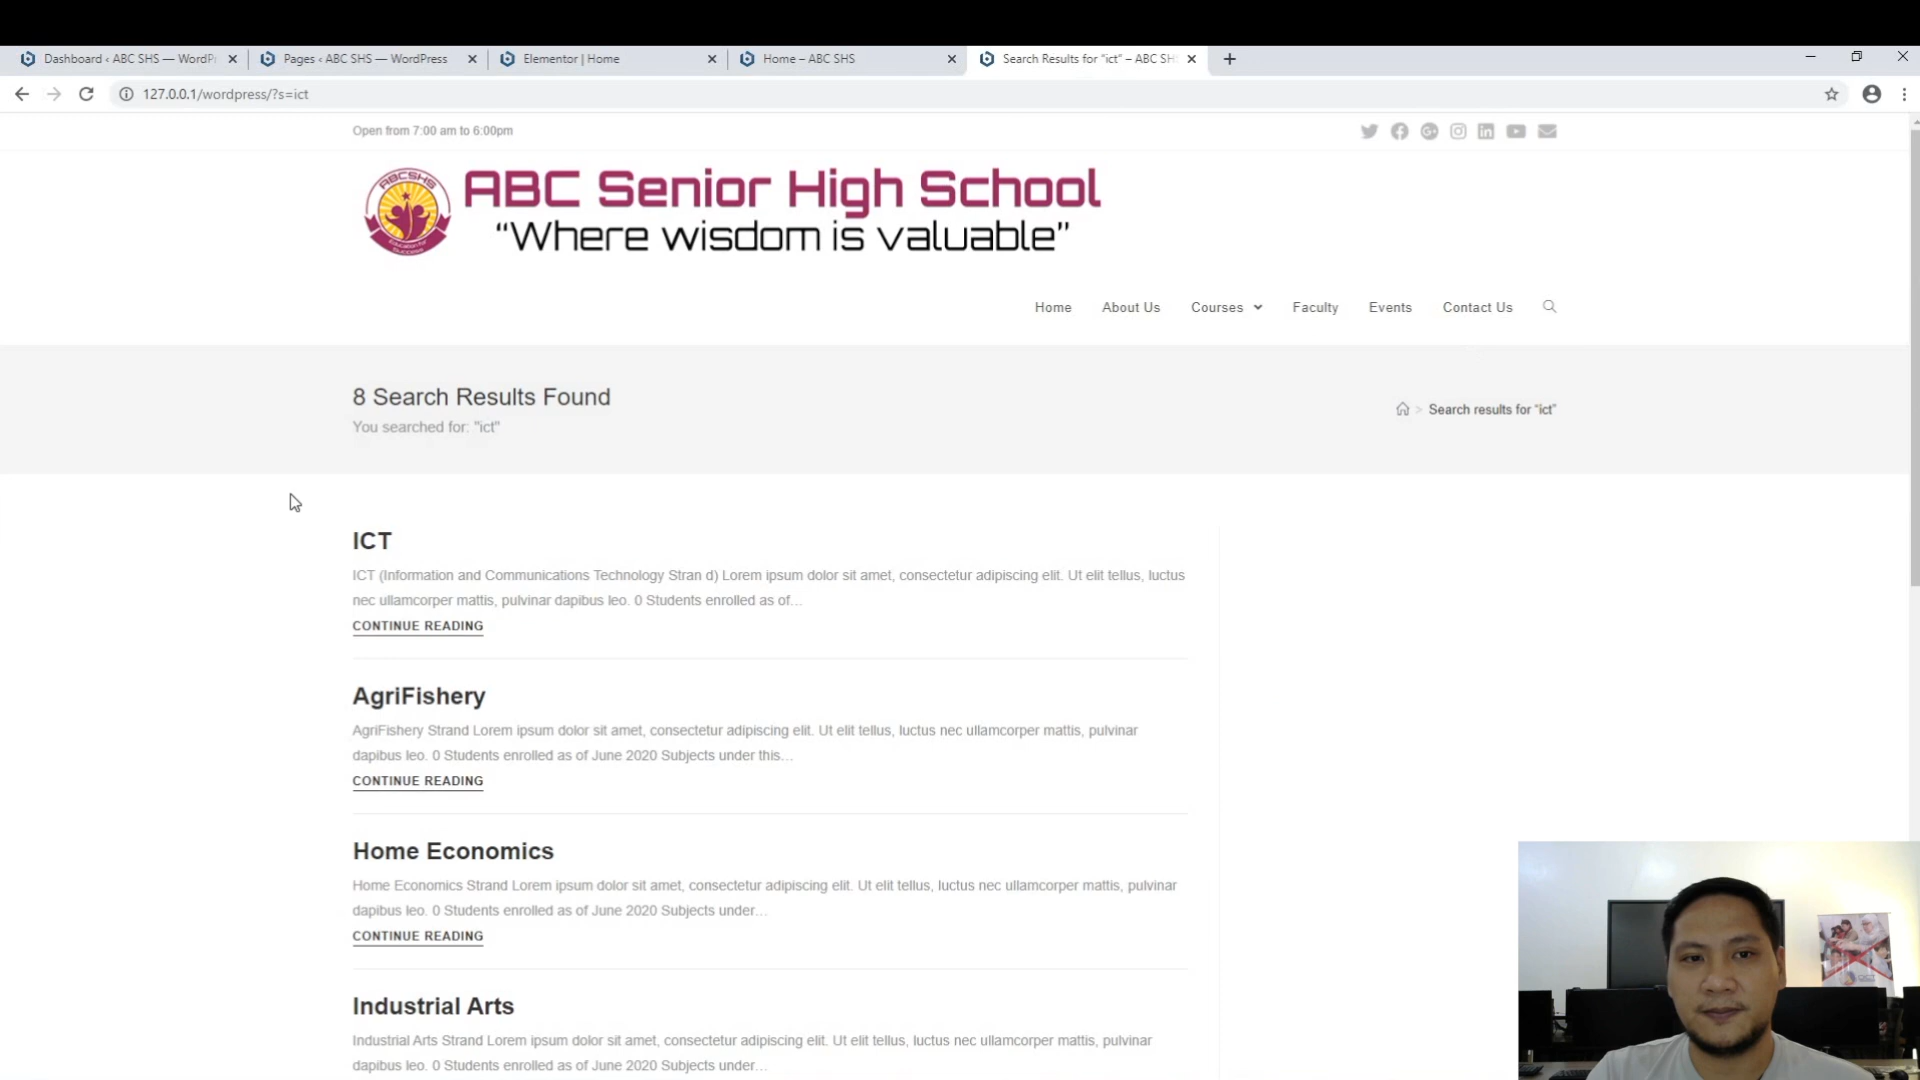 Dashboard ‹ ABC SHS — WordPr
Pages ‹ ABC SHS — WordPress
Elementor | Home
Home – ABC SHS
Search Results for "ict" – ABC SH
127.0.0.1/wordpress/?s=ict
Open from 7:00 am to 6:00pm
ABCSHS
Education for
Success
ABC Senior High School
“Where wisdom is valuable”
Home
About Us
Courses
Faculty
Events
Contact Us
8 Search Results Found
You searched for: "ict"
> Search results for “ict”
ICT
ICT (Information and Communications Technology Stran d) Lorem ipsum dolor sit amet, consectetur adipiscing elit. Ut elit tellus, luctus
nec ullamcorper mattis, pulvinar dapibus leo. 0 Students enrolled as of…
CONTINUE READING
AgriFishery
AgriFishery Strand Lorem ipsum dolor sit amet, consectetur adipiscing elit. Ut elit tellus, luctus nec ullamcorper mattis, pulvinar
dapibus leo. 0 Students enrolled as of June 2020 Subjects under this…
CONTINUE READING
Home Economics
Home Economics Strand Lorem ipsum dolor sit amet, consectetur adipiscing elit. Ut elit tellus, luctus nec ullamcorper mattis, pulvinar
dapibus leo. 0 Students enrolled as of June 2020 Subjects under…
CONTINUE READING
Industrial Arts
Industrial Arts Strand Lorem ipsum dolor sit amet, consectetur adipiscing elit. Ut elit tellus, luctus nec ullamcorper mattis, pulvinar
dapibus leo. 0 Students enrolled as of June 2020 Subjects under…